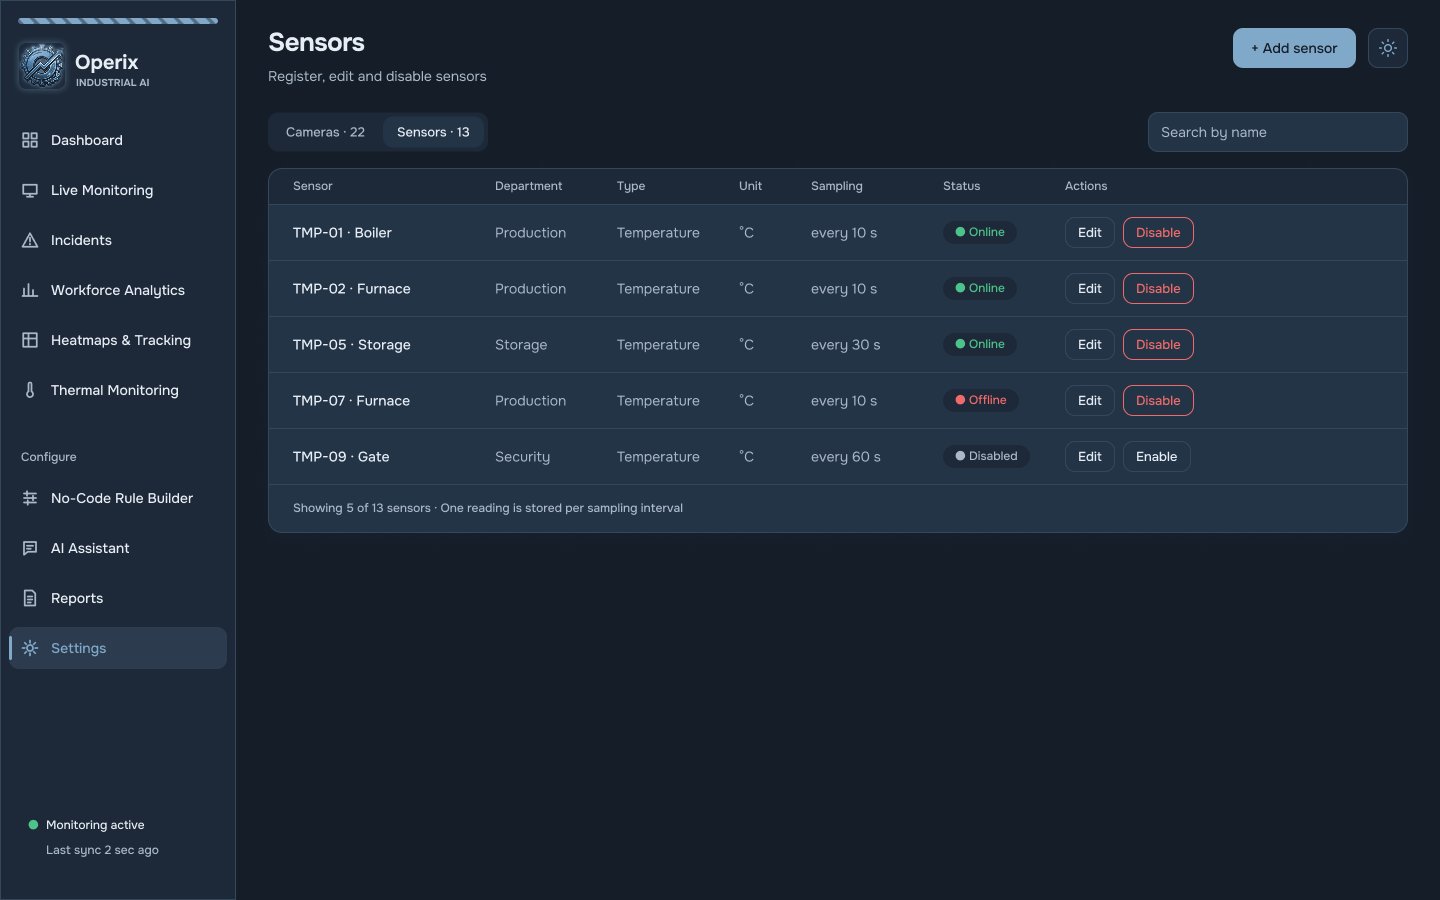 Operix
INDUSTRIAL AI
Dashboard
Live Monitoring
Incidents
Workforce Analytics
Heatmaps & Tracking
Thermal Monitoring
Configure
No-Code Rule Builder
AI Assistant
Reports
Settings
Monitoring active
Last sync 2 sec ago
Sensors
Register, edit and disable sensors
+ Add sensor
Cameras · 22 Sensors · 13
Search by name
Sensor Department Type Unit Sampling Status Actions
TMP-01 · Boiler Production Temperature °C every 10 s Online Edit Disable
TMP-02 · Furnace Production Temperature °C every 10 s Online Edit Disable
TMP-05 · Storage Storage Temperature °C every 30 s Online Edit Disable
TMP-07 · Furnace Production Temperature °C every 10 s Offline Edit Disable
TMP-09 · Gate Security Temperature °C every 60 s Disabled Edit Enable
Showing 5 of 13 sensors · One reading is stored per sampling interval